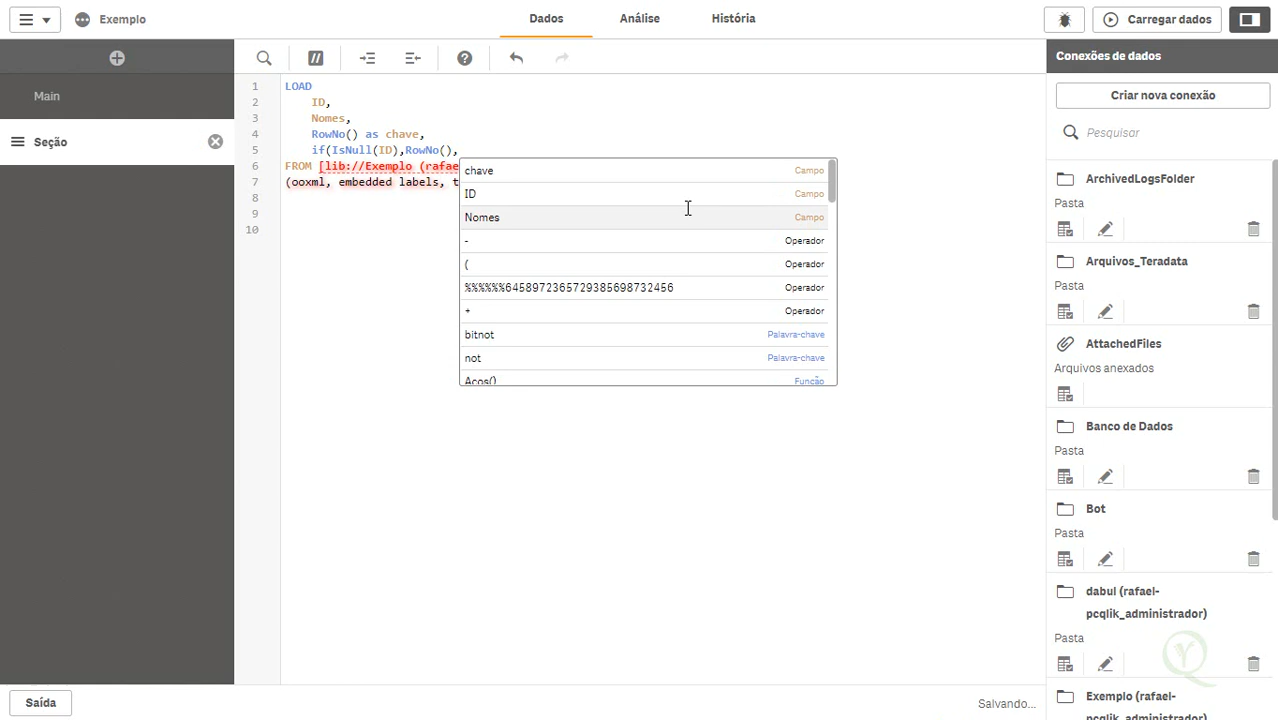 Exemplo
Dados
Análise
História
Carregar dados
Conexões de dados
Criar nova conexão
Pesquisar
Main
Seção
1 LOAD
2 ID,
3 Nomes,
4 RowNo() as chave,
5 if(IsNull(ID),RowNo(),
6 FROM [lib://Exemplo (rafae
7 (ooxml, embedded labels, t
8
9
10
chave Campo
ID Campo
Nomes Campo
- Operador
( Operador
%%%%%%6458972365729385698732456 Operador
+ Operador
bitnot Palavra-chave
not Palavra-chave
Acos() Função
ArchivedLogsFolder
Pasta
Arquivos_Teradata
Pasta
AttachedFiles
Arquivos anexados
Banco de Dados
Pasta
Bot
Pasta
dabul (rafael-
pcqlik_administrador)
Pasta
Exemplo (rafael-
pcqlik_administrador)
Saída
Salvando...